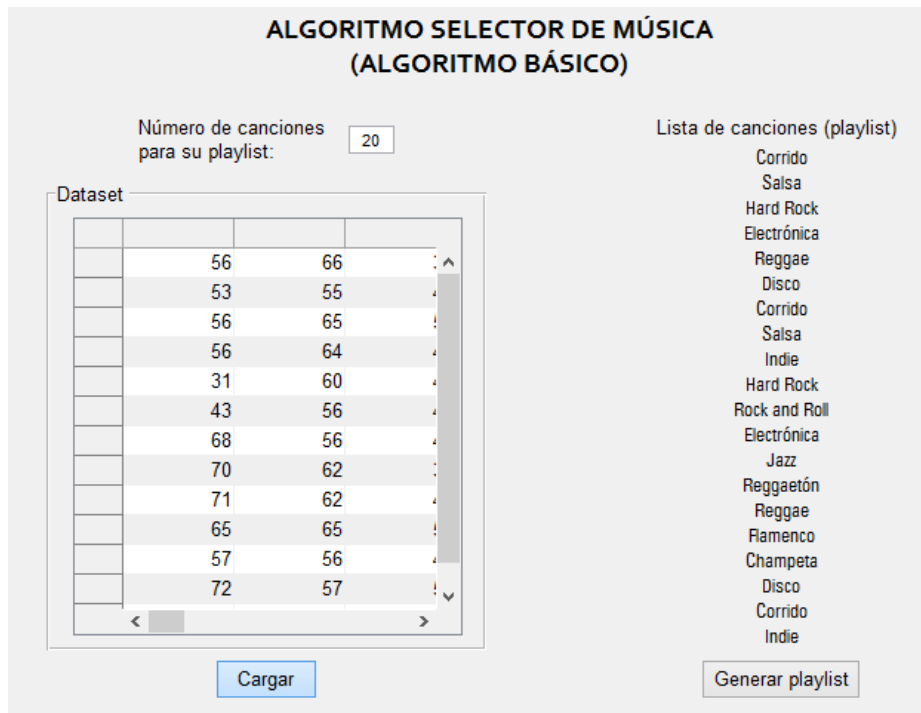 ALGORITMO SELECTOR DE MÚSICA
(ALGORITMO BÁSICO)
Número de canciones
para su playlist:
20
Dataset
56 66
53 55
56 65
56 64
31 60
43 56
68 56
70 62
71 62
65 65
57 56
72 57
Cargar
Lista de canciones (playlist)
Corrido
Salsa
Hard Rock
Electrónica
Reggae
Disco
Corrido
Salsa
Indie
Hard Rock
Rock and Roll
Electrónica
Jazz
Reggaetón
Reggae
Flamenco
Champeta
Disco
Corrido
Indie
Generar playlist